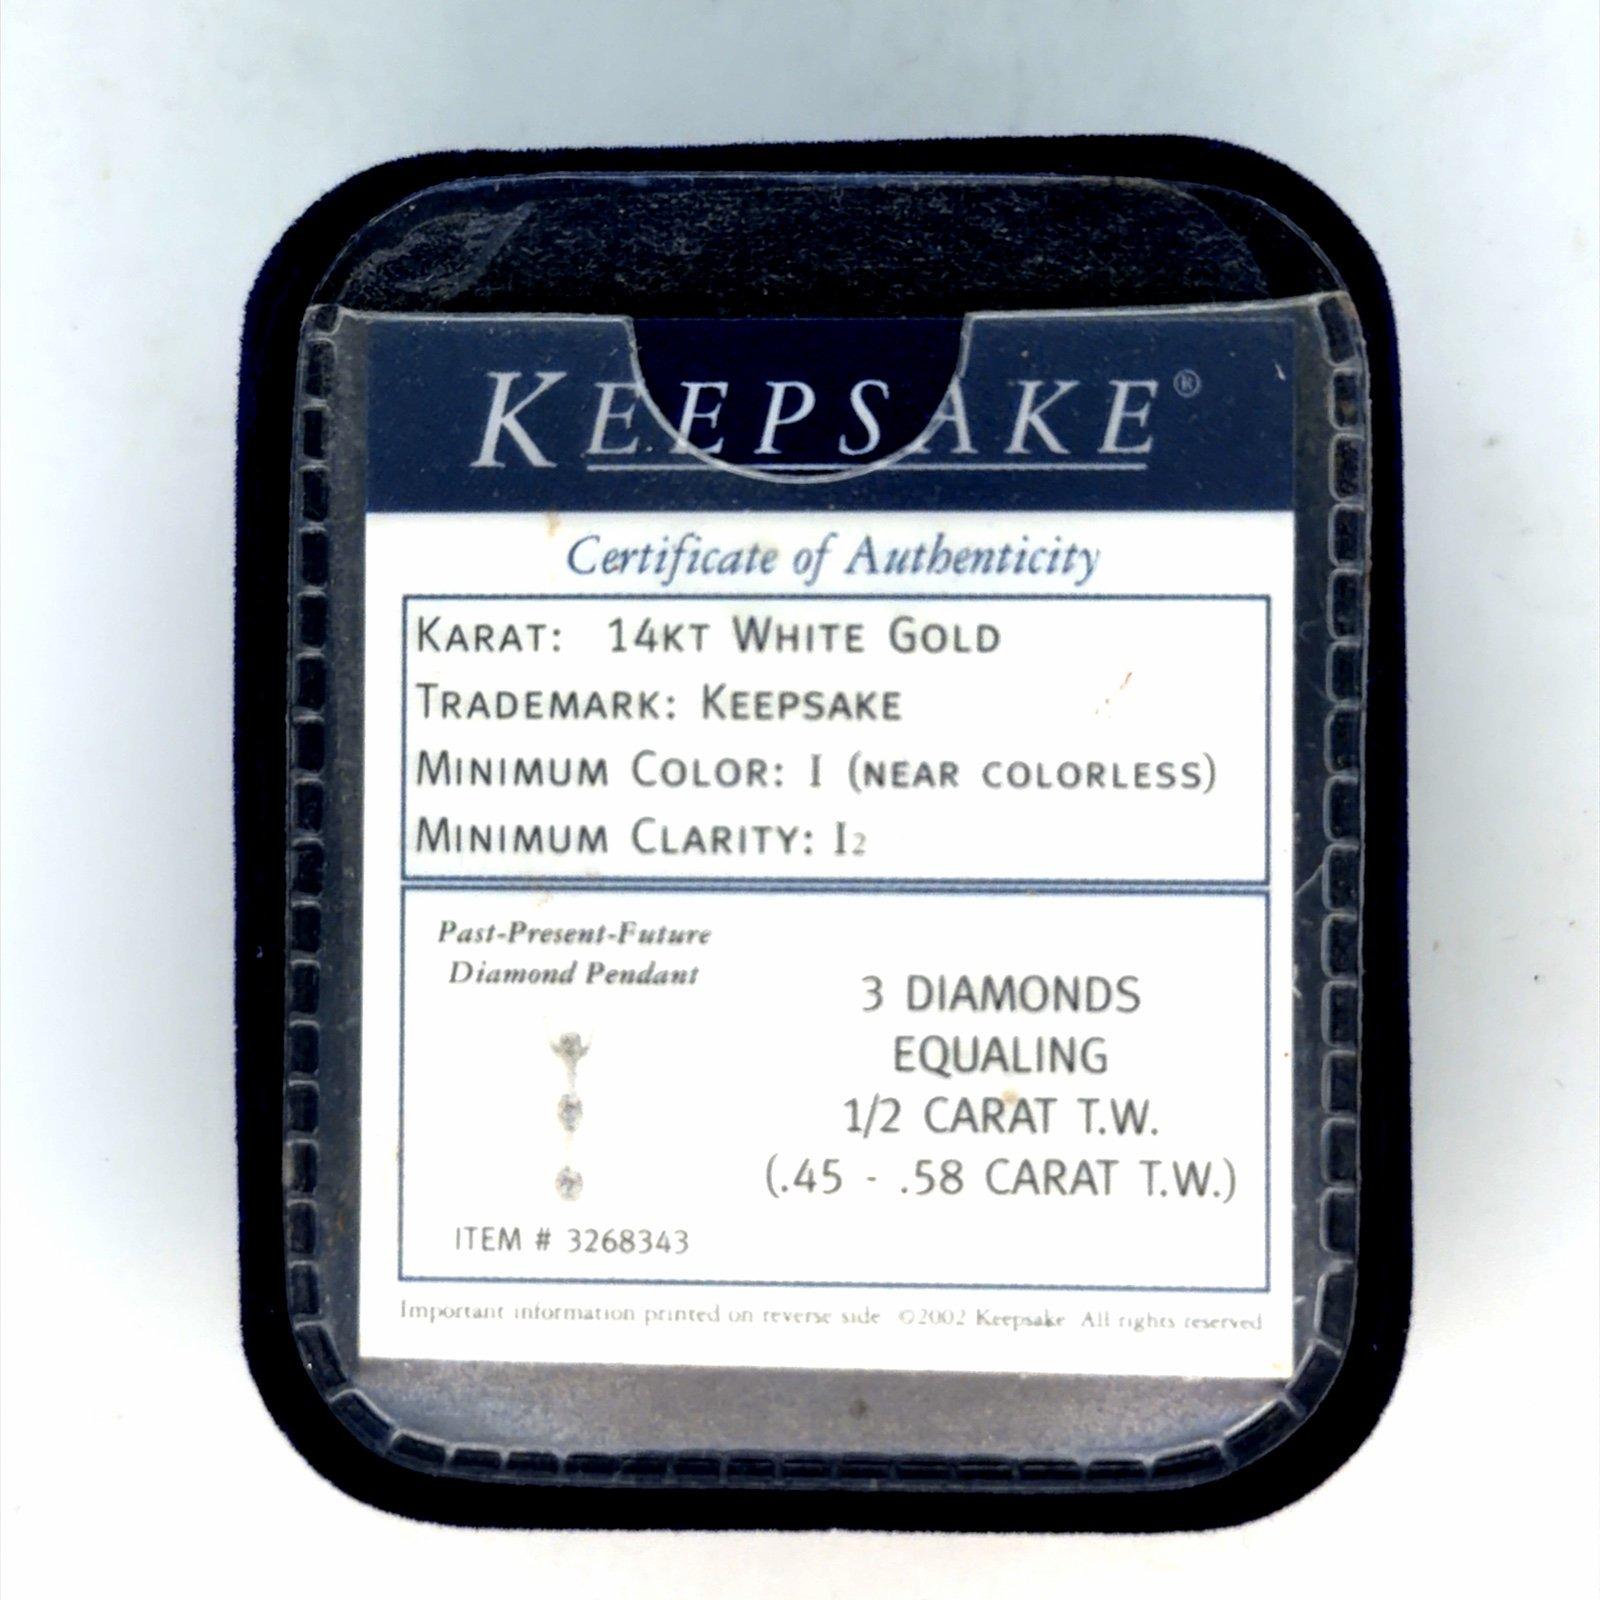 KEEPSAKE®
Certificate of Authenticity
KARAT: 14KT WHITE GOLD
TRADEMARK: KEEPSAKE
MINIMUM COLOR: I (NEAR COLORLESS)
MINIMUM CLARITY: I2
Past-Present-Future
Diamond Pendant
3 DIAMONDS
EQUALING
1/2 CARAT T.W.
(.45 - .58 CARAT T.W.)
ITEM # 3268343
Important information printed on reverse side ©2002 Keepsake All rights reserved